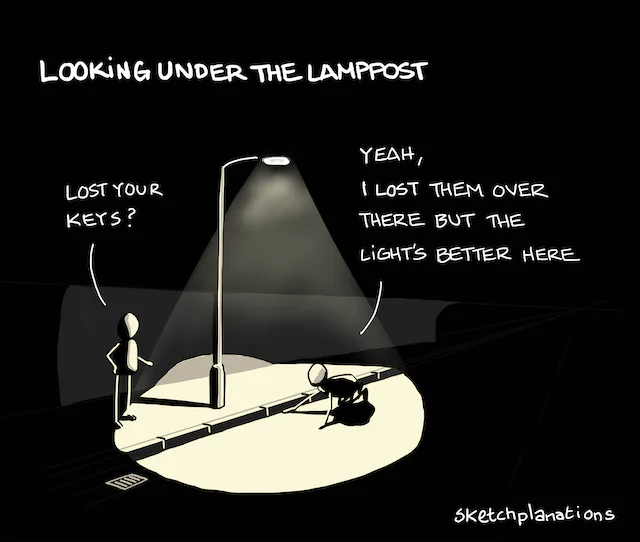 LOOKING UNDER THE LAMPPOST
LOST YOUR
KEYS?
YEAH,
I LOST THEM OVER
THERE BUT THE
LIGHT'S BETTER HERE
sketchplanations